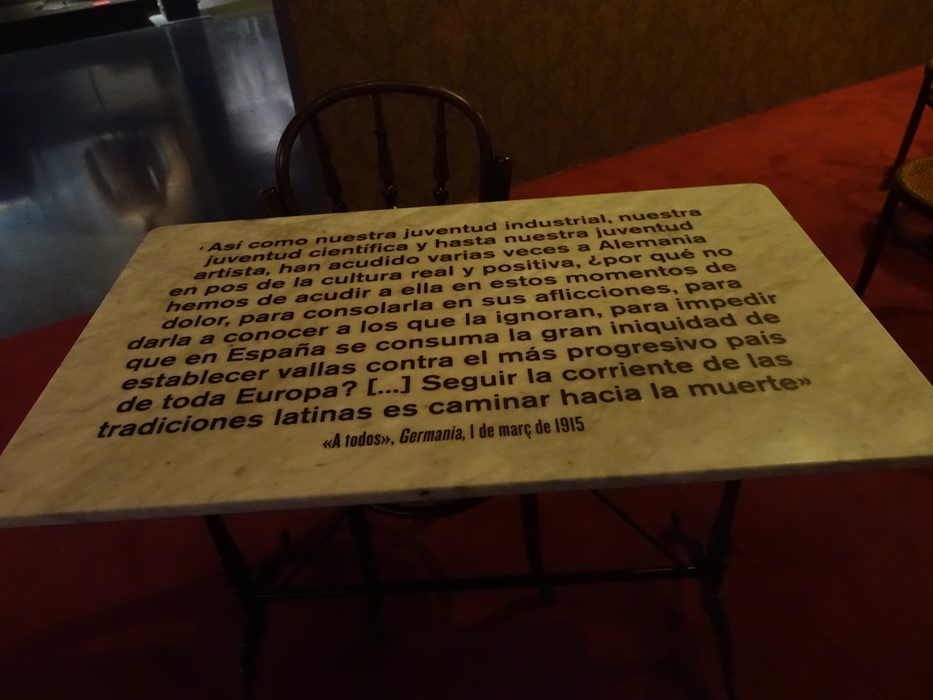 ‹Así como nuestra juventud industrial, nuestra
juventud científica y hasta nuestra juventud
artista, han acudido varias veces a Alemania
en pos de la cultura real y positiva, ¿por qué no
hemos de acudir a ella en estos momentos de
dolor, para consolarla en sus aflicciones, para
darla a conocer a los que la ignoran, para impedir
que en España se consuma la gran iniquidad de
establecer vallas contra el más progresivo país
de toda Europa? [...] Seguir la corriente de las
tradiciones latinas es caminar hacia la muerte»
«A todos», Germania, 1 de març de 1915